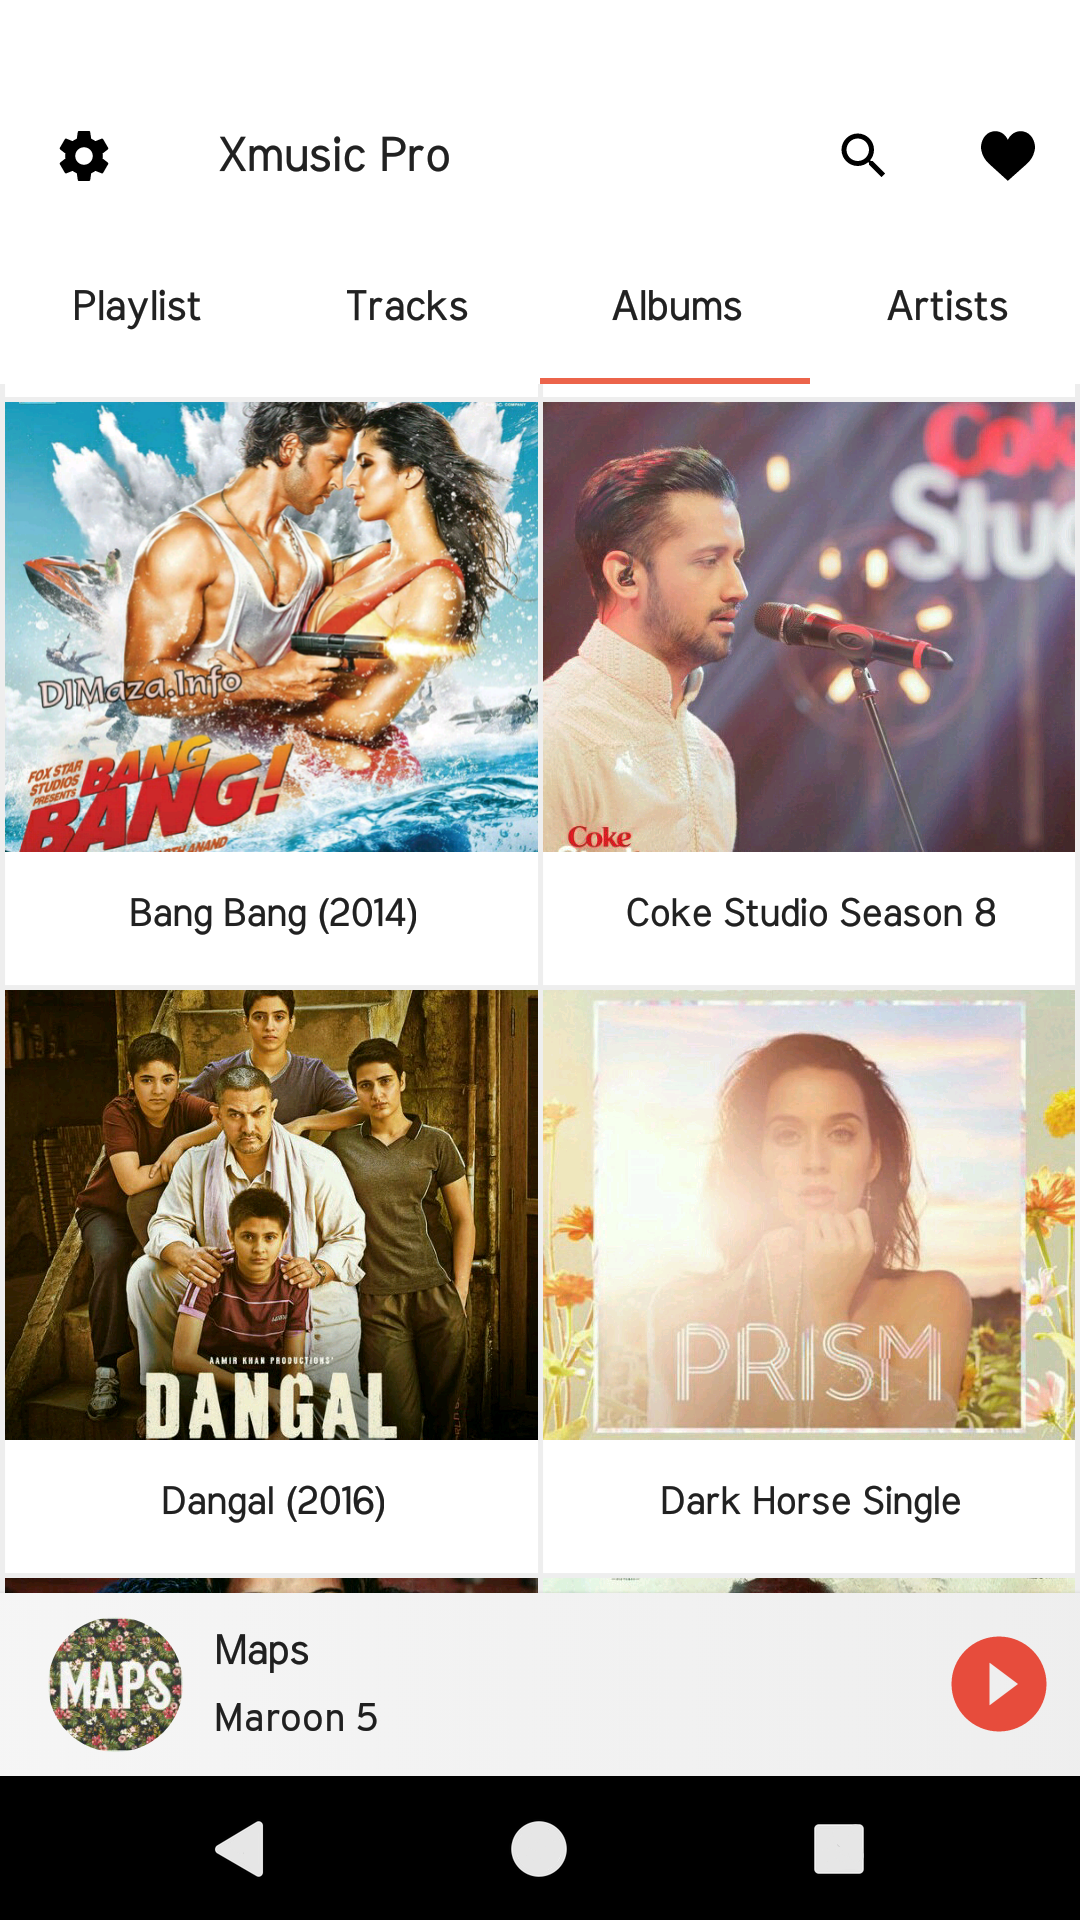 Xmusic Pro
Playlist Tracks Albums Artists
DJMaza.Info
FOX STAR
STUDIOS
PRESENTS
BANG
BANG!
ANAND
Coke
Stu
Coke
Bang Bang (2014)
Coke Studio Season 8
AAMIR KHAN PRODUCTIONS'
DANGAL
PRISM
Dangal (2016)
Dark Horse Single
MAPS
Maps
Maroon 5